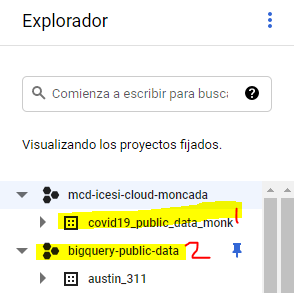 Explorador
Comienza a escribir para busca
Visualizando los proyectos fijados.
mcd-icesi-cloud-moncada
covid19_public_data_monk 1
bigquery-public-data 2
austin_311